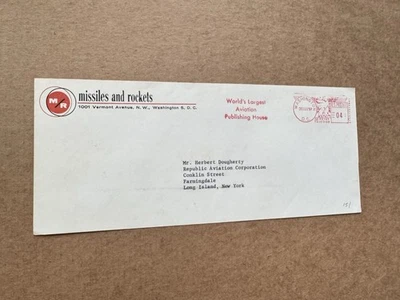 M/R
missiles and rockets
1001 Vermont Avenue, N. W., Washington 5, D. C.
World's Largest
Aviation
Publishing House
04
Mr. Herbert Dougherty
Republic Aviation Corporation
Conklin Street
Farmingdale
Long Island, New York